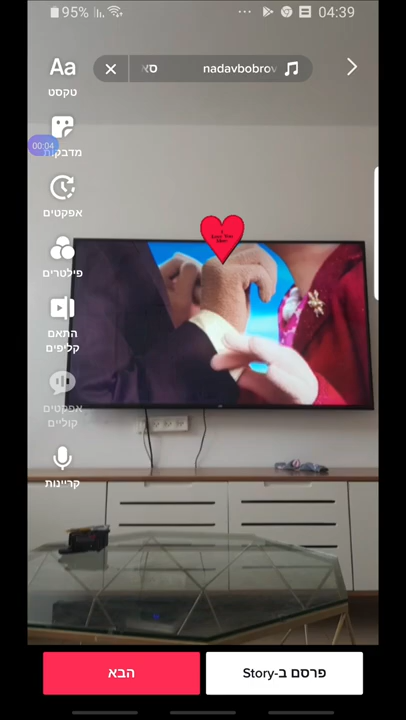 95%
04:39
nadavbobrov
סא
Aa
טקסט
00:04
מדבקות
אפקטים
פילטרים
התאם
קליפים
אפקטים
קוליים
קריינות
הבא
פרסם ב-Story